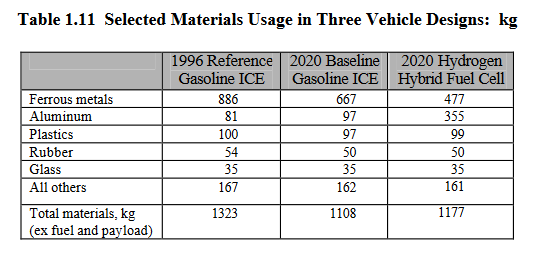 Table 1.11 Selected Materials Usage in Three Vehicle Designs: kg
1996 Reference Gasoline ICE 2020 Baseline Gasoline ICE 2020 Hydrogen Hybrid Fuel Cell
Ferrous metals 886 667 477
Aluminum 81 97 355
Plastics 100 97 99
Rubber 54 50 50
Glass 35 35 35
All others 167 162 161
Total materials, kg 1323 1108 1177
(ex fuel and payload)